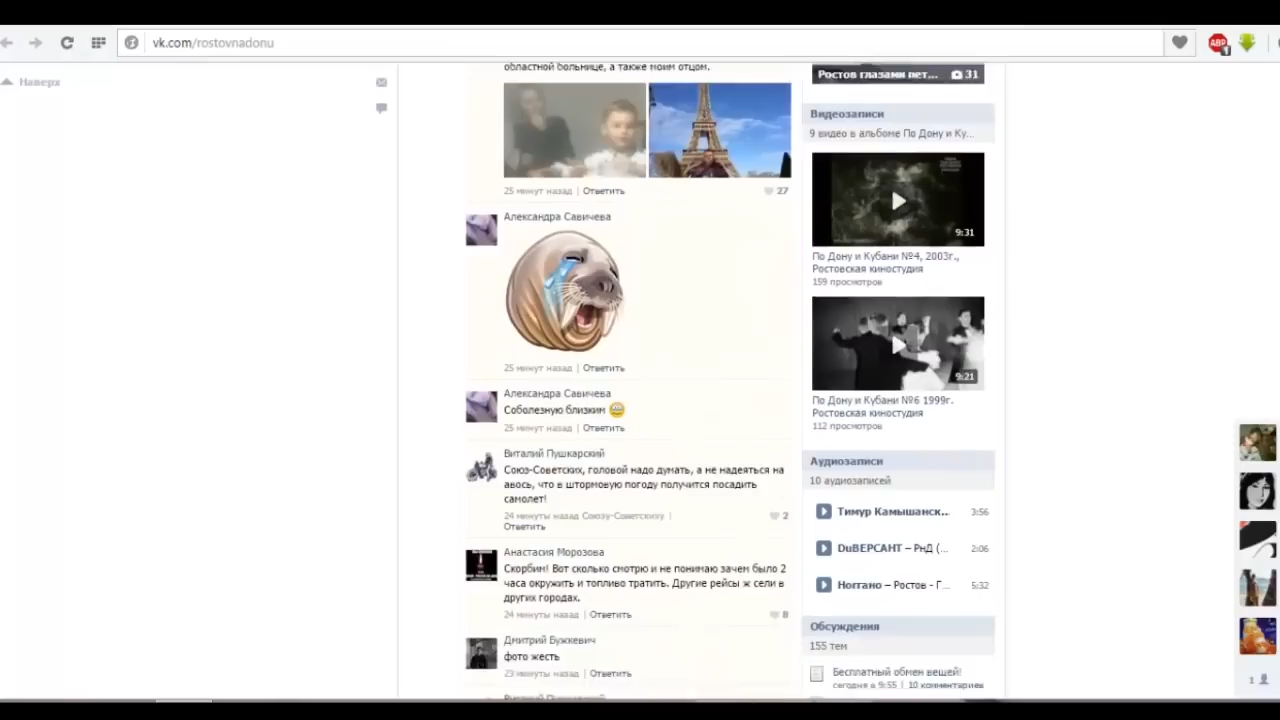 vk.com/rostovnadonu
ABP
1
Наверх
областной больнице, а также моим отцом.
25 минут назад | Ответить
27
Александра Савичева
25 минут назад | Ответить
Александра Савичева
Соболезную близким
25 минут назад | Ответить
Виталий Пушкарский
Союз-Советских, головой надо думать, а не надеяться на
авось, что в штормовую погоду получится посадить
самолет!
24 минуты назад Союзу-Советскизу |
Ответить
2
Анастасия Морозова
Скорбим! Вот сколько смотрю и не понимаю зачем было 2
часа окружить и топливо тратить. Другие рейсы ж сели в
других городах.
24 минуты назад | Ответить
8
Дмитрий Бужкевич
фото жесть
23 минуты назад | Ответить
Ростов глазами пет... 31
Видеозаписи
9 видео в альбоме По Дону и Ку...
9:31
По Дону и Кубани №4, 2003г.,
Ростовская киностудия
159 просмотров
9:21
По Дону и Кубани №6 1999г.
Ростовская киностудия
112 просмотров
Аудиозаписи
10 аудиозаписей
Тимур Камышанск.. 3:56
DuВЕРСАНТ – РнД (... 2:06
Ноггано – Ростов - Г... 5:32
Обсуждения
155 тем
Бесплатный обмен вещей!
сегодня в 9:55 | 10 комментариев
1